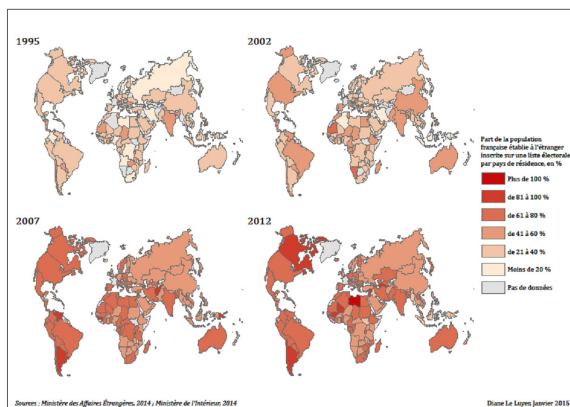 1995
2002
Part de la population
française établie à l'étranger
inscrite sur une liste électorale
par pays de résidence, en %
Plus de 100 %
de 81 à 100 %
de 61 à 80 %
de 41 à 60 %
de 21 à 40 %
Moins de 20 %
Pas de données
2007
2012
Sources : Ministère des Affaires Étrangères, 2014 ; Ministère de l'Intérieur, 2014
Diane Le Luyer, Janvier 2015